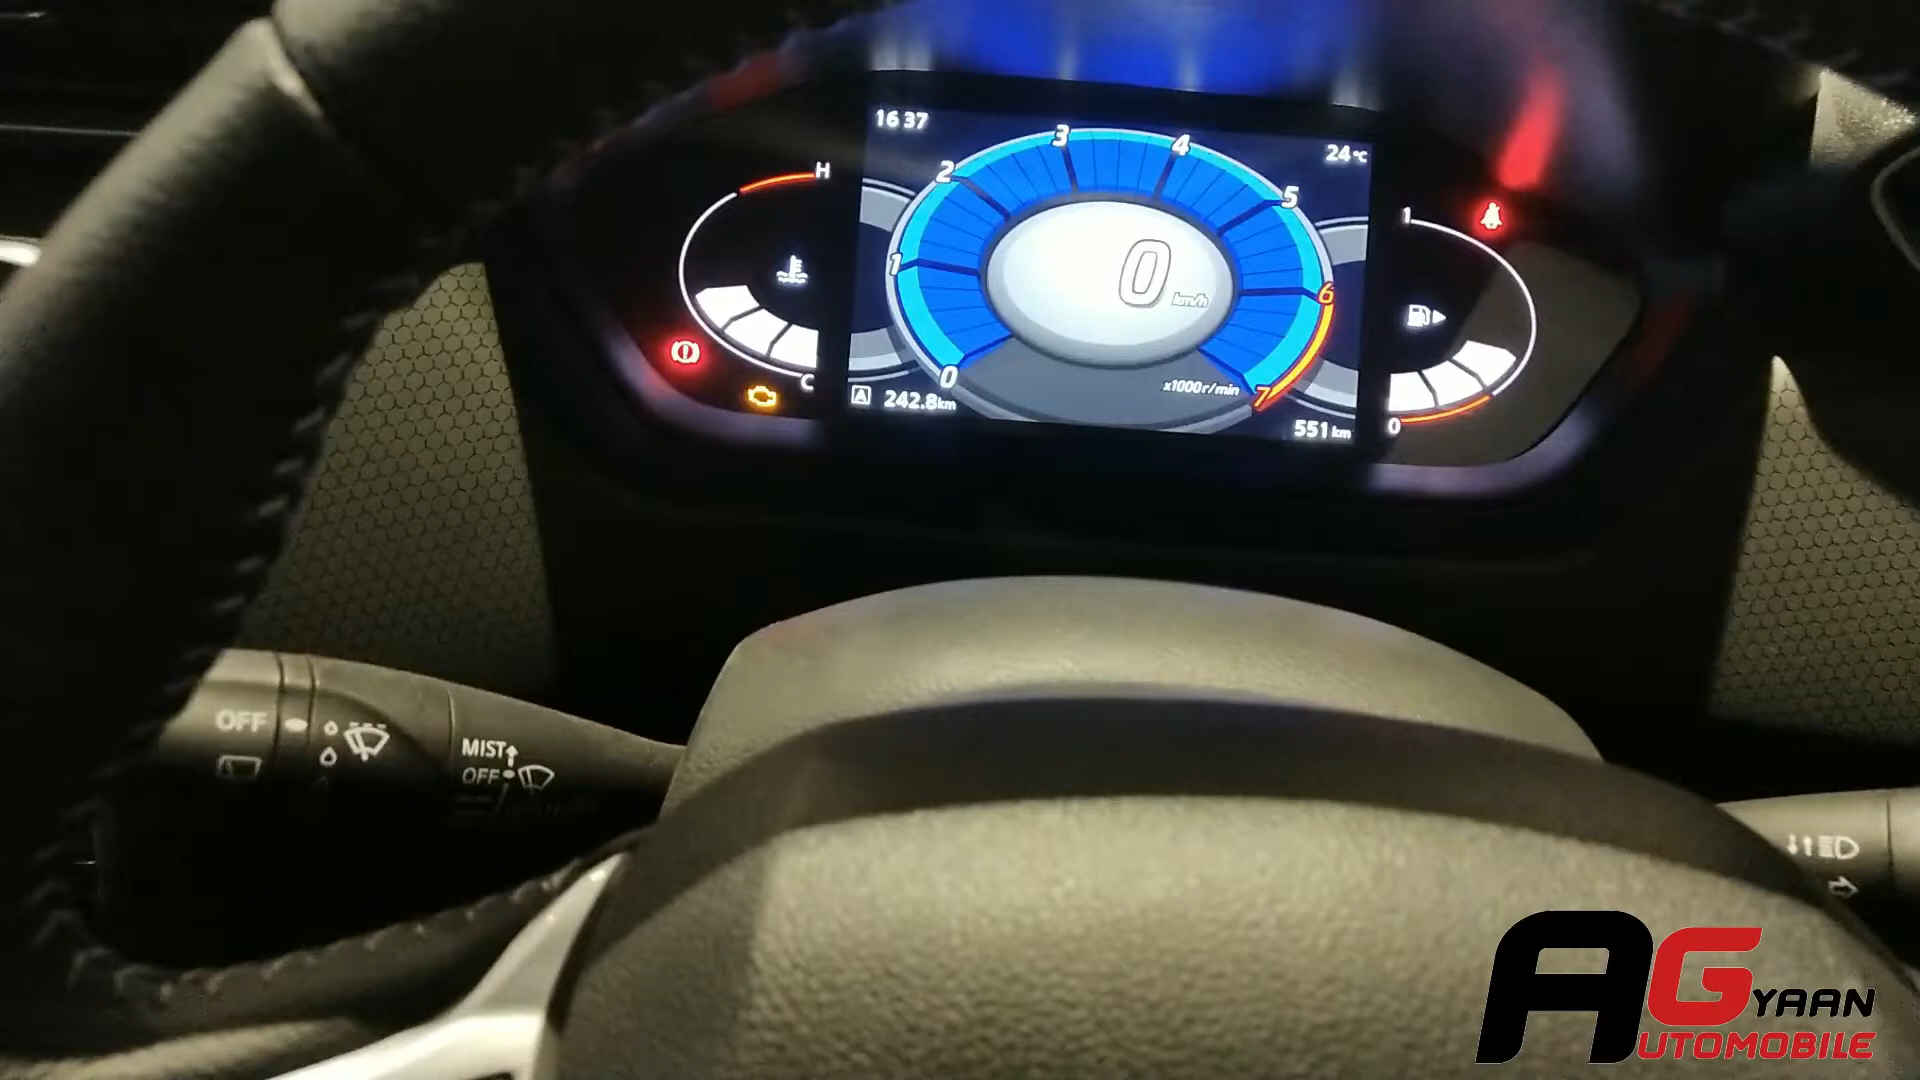 16 37
24°C
H
C
0
1
2
3
4
5
6
7
0 km/h
x1000r/min
A 242.8km
551 km
1
0
OFF
MIST
OFF
AGYAAN
AUTOMOBILE